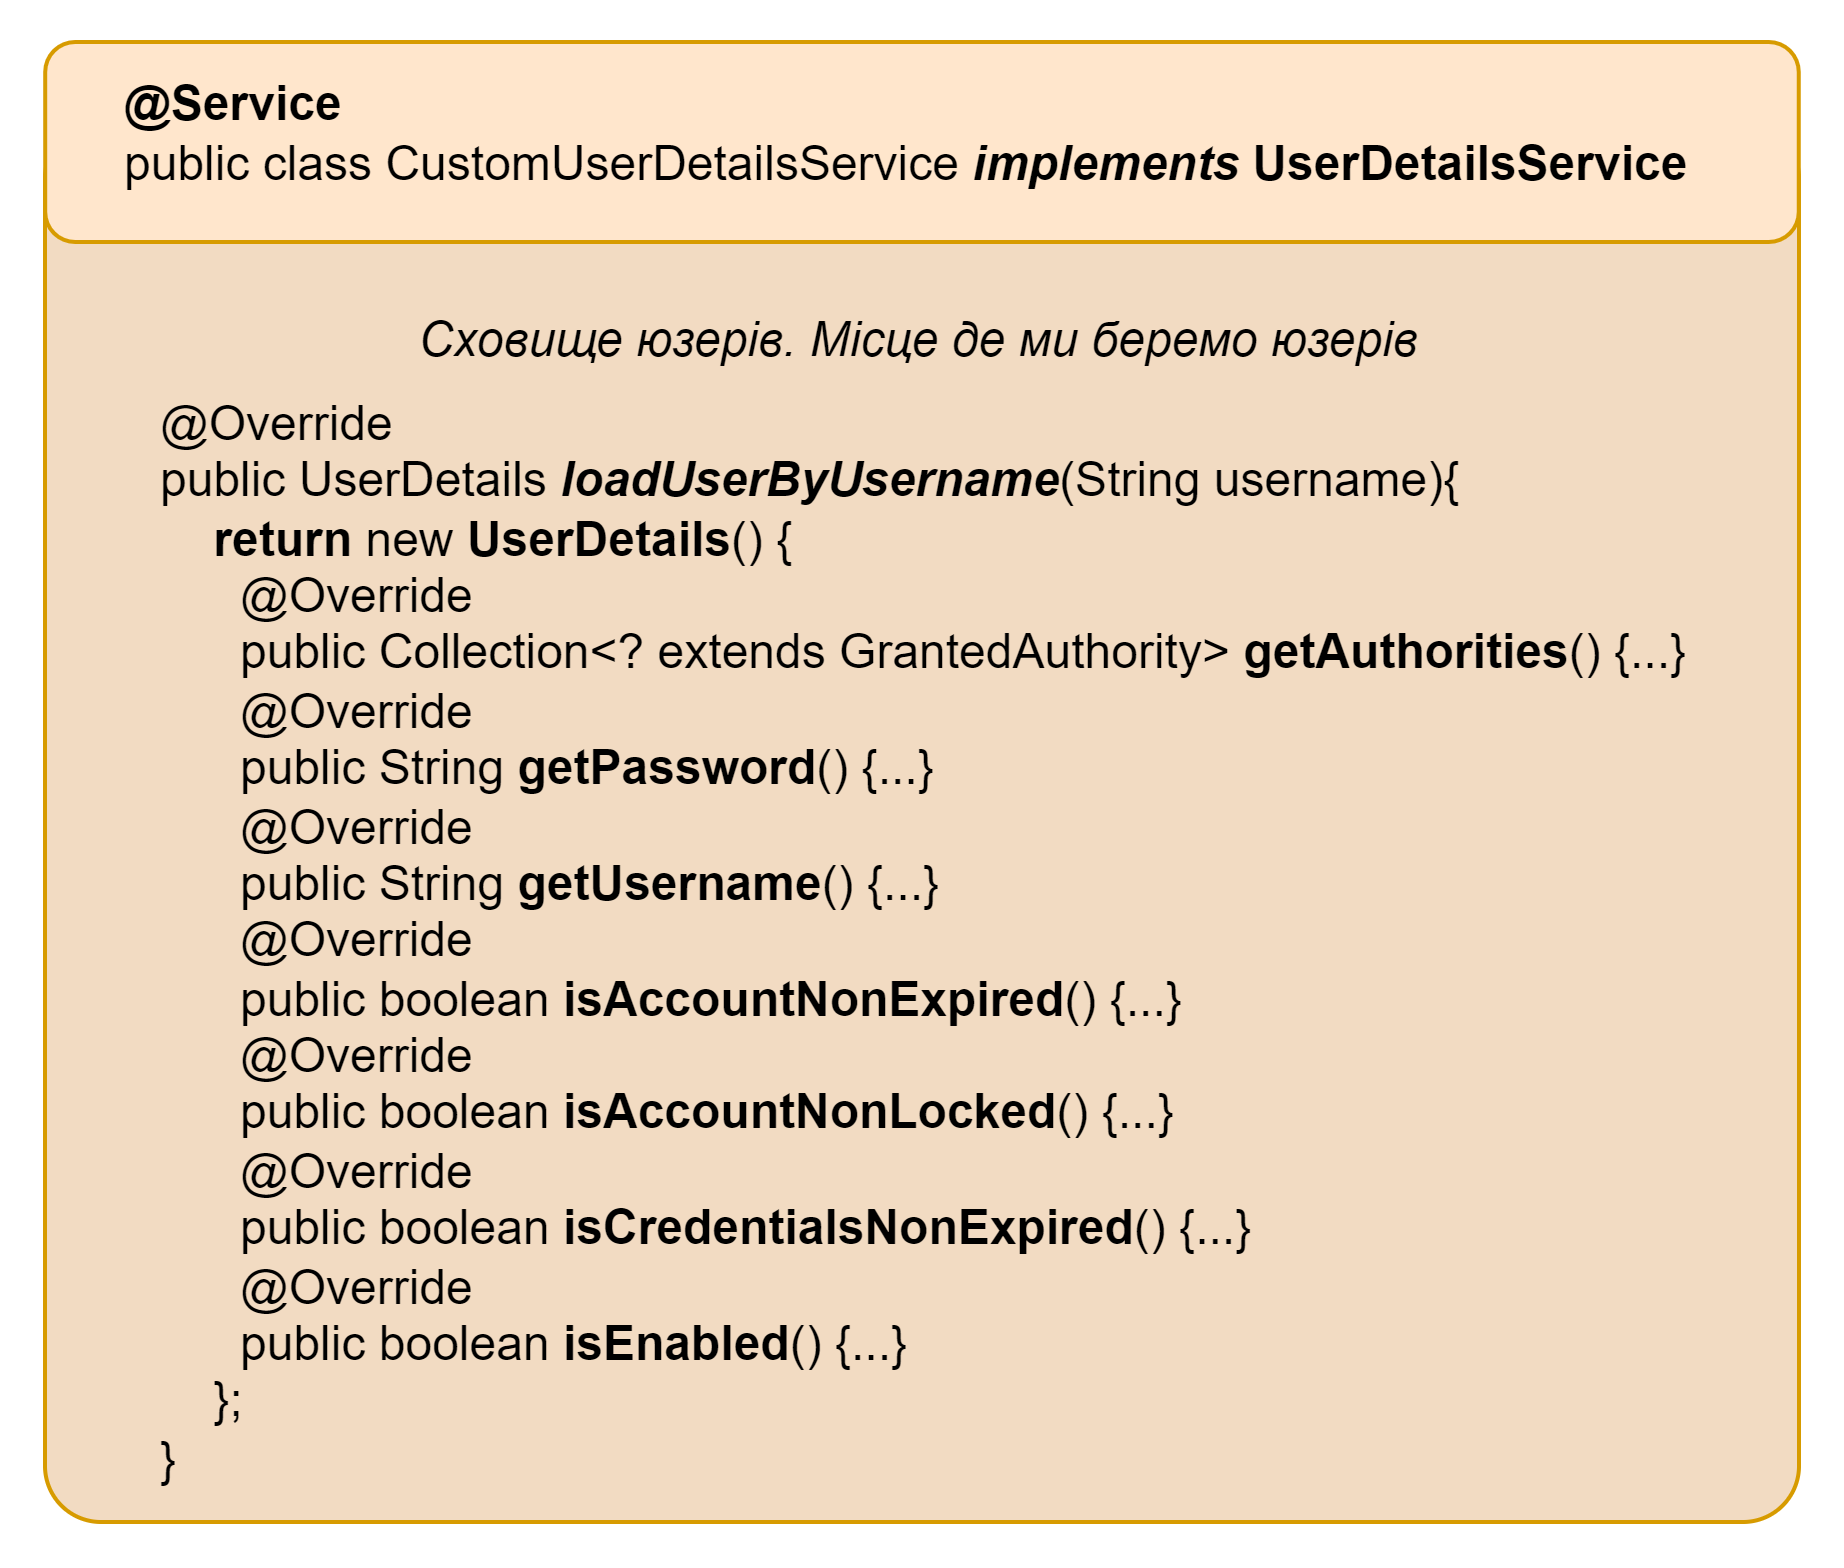 @Service
public class CustomUserDetailsService implements UserDetailsService
Сховище юзерів. Місце де ми беремо юзерів
@Override
public UserDetails loadUserByUsername(String username){
return new UserDetails() {
@Override
public Collection<? extends GrantedAuthority> getAuthorities() {...}
@Override
public String getPassword() {...}
@Override
public String getUsername() {...}
@Override
public boolean isAccountNonExpired() {...}
@Override
public boolean isAccountNonLocked() {...}
@Override
public boolean isCredentialsNonExpired() {...}
@Override
public boolean isEnabled() {...}
};
}